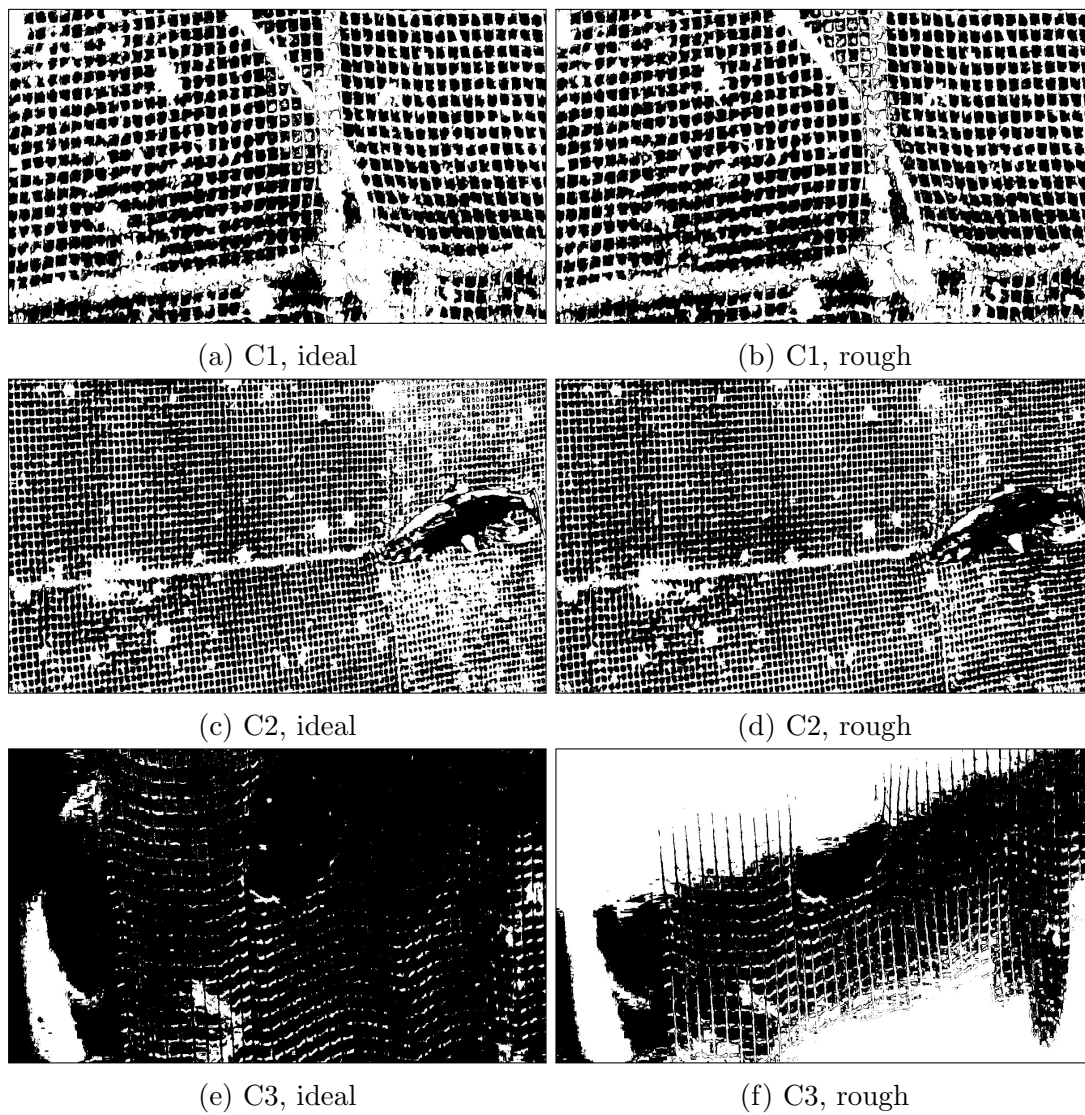 (a) C1, ideal
(b) C1, rough
(c) C2, ideal
(d) C2, rough
(e) C3, ideal
(f) C3, rough